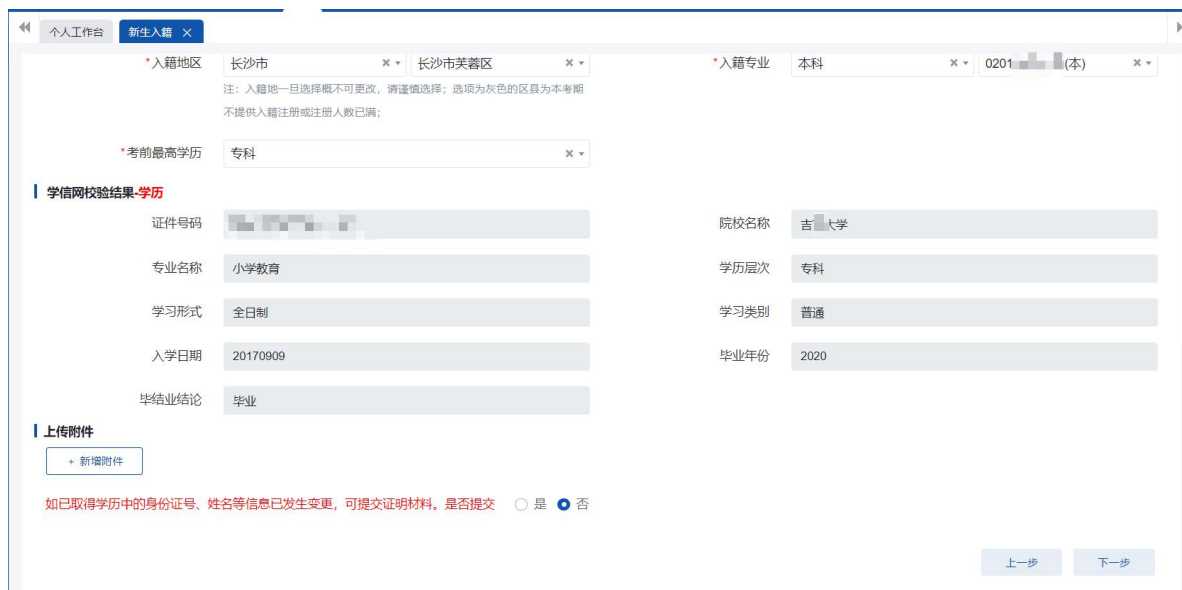 个人工作台 新生入籍 ×
*入籍地区 长沙市 长沙市芙蓉区 *入籍专业 本科 0201 (本)
注：入籍地一旦选择概不可更改，请谨慎选择；选项为灰色的区县为本考期
不提供入籍注册或注册人数已满；
*考前最高学历 专科
学信网校验结果-学历
证件号码 院校名称 吉 大学
专业名称 小学教育 学历层次 专科
学习形式 全日制 学习类别 普通
入学日期 20170909 毕业年份 2020
毕结业结论 毕业
上传附件
+ 新增附件
如已取得学历中的身份证号、姓名等信息已发生变更，可提交证明材料。是否提交 是 否
上一步 下一步